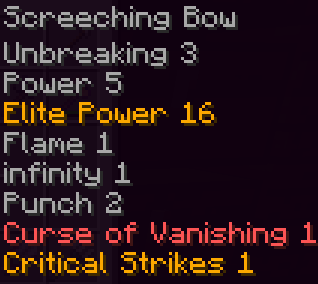 Screeching Bow
Unbreaking 3
Power 5
Elite Power 16
Flame 1
infinity 1
Punch 2
Curse of Vanishing 1
Critical Strikes 1